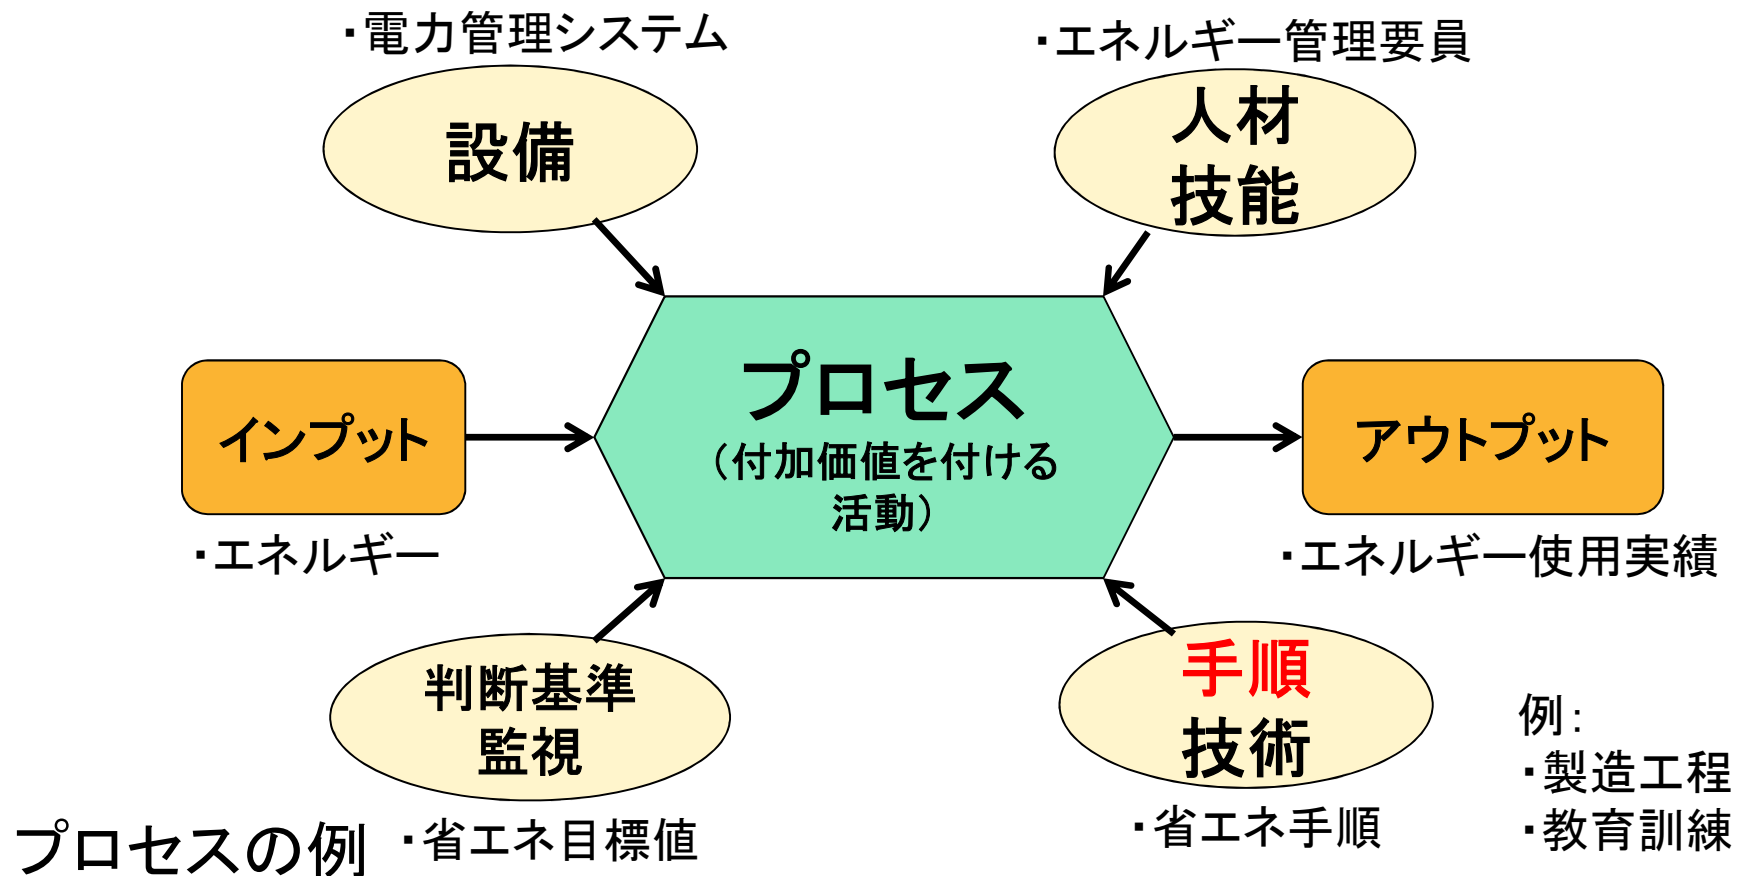 ・電力管理システム
・エネルギー管理要員
設備
人材
技能
プロセス
（付加価値を付ける
活動）
インプット
アウトプット
・エネルギー
・エネルギー使用実績
判断基準
監視
手順
技術
例：
・製造工程
・教育訓練
・省エネ目標値
・省エネ手順
プロセスの例